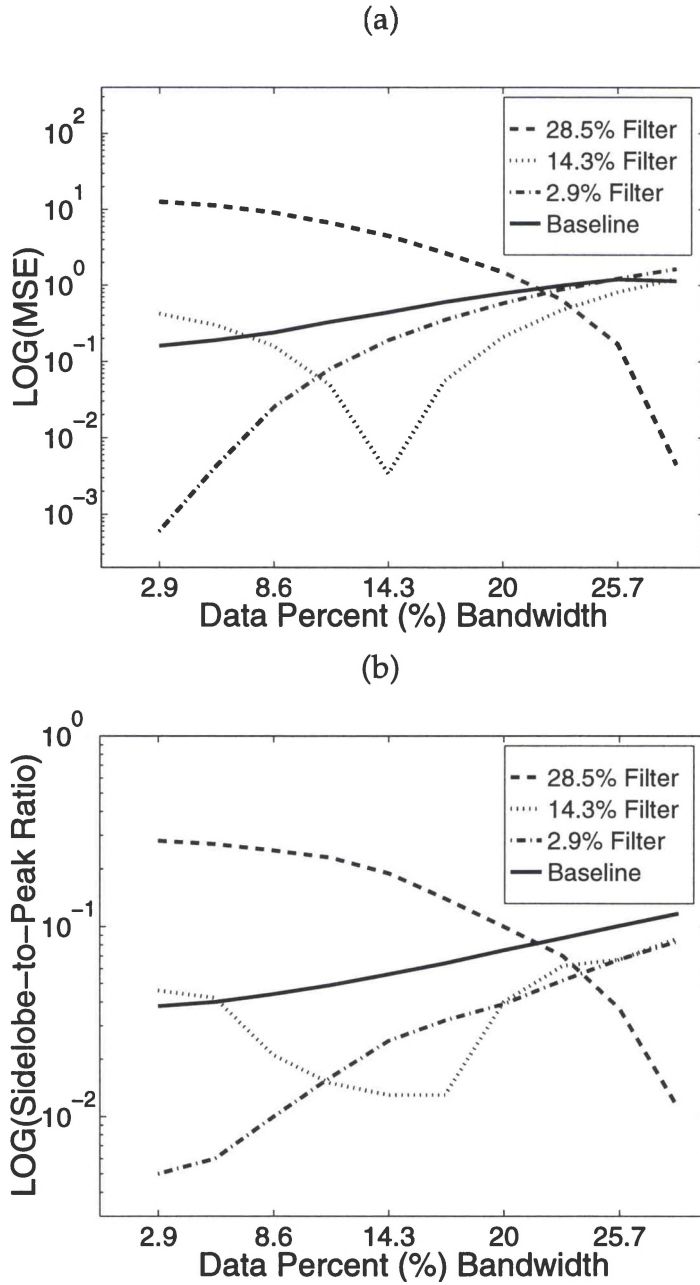 (a)
LOG(MSE)
10^2
10^1
10^0
10^-1
10^-2
10^-3
28.5% Filter
14.3% Filter
2.9% Filter
Baseline
2.9 8.6 14.3 20 25.7
Data Percent (%) Bandwidth
(b)
LOG(Sidelobe-to-Peak Ratio)
10^0
10^-1
10^-2
28.5% Filter
14.3% Filter
2.9% Filter
Baseline
2.9 8.6 14.3 20 25.7
Data Percent (%) Bandwidth